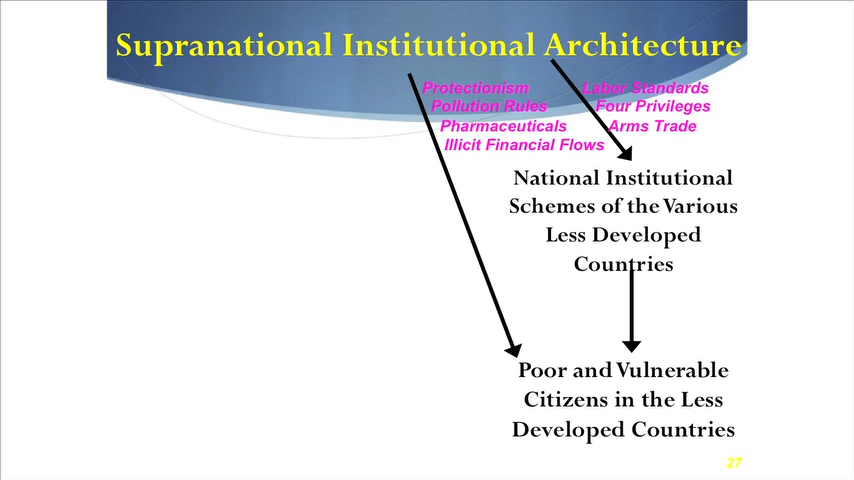 Supranational Institutional Architecture
Protectionism Labor Standards
Pollution Rules Four Privileges
Pharmaceuticals Arms Trade
Illicit Financial Flows
National Institutional
Schemes of the Various
Less Developed
Countries
Poor and Vulnerable
Citizens in the Less
Developed Countries
27